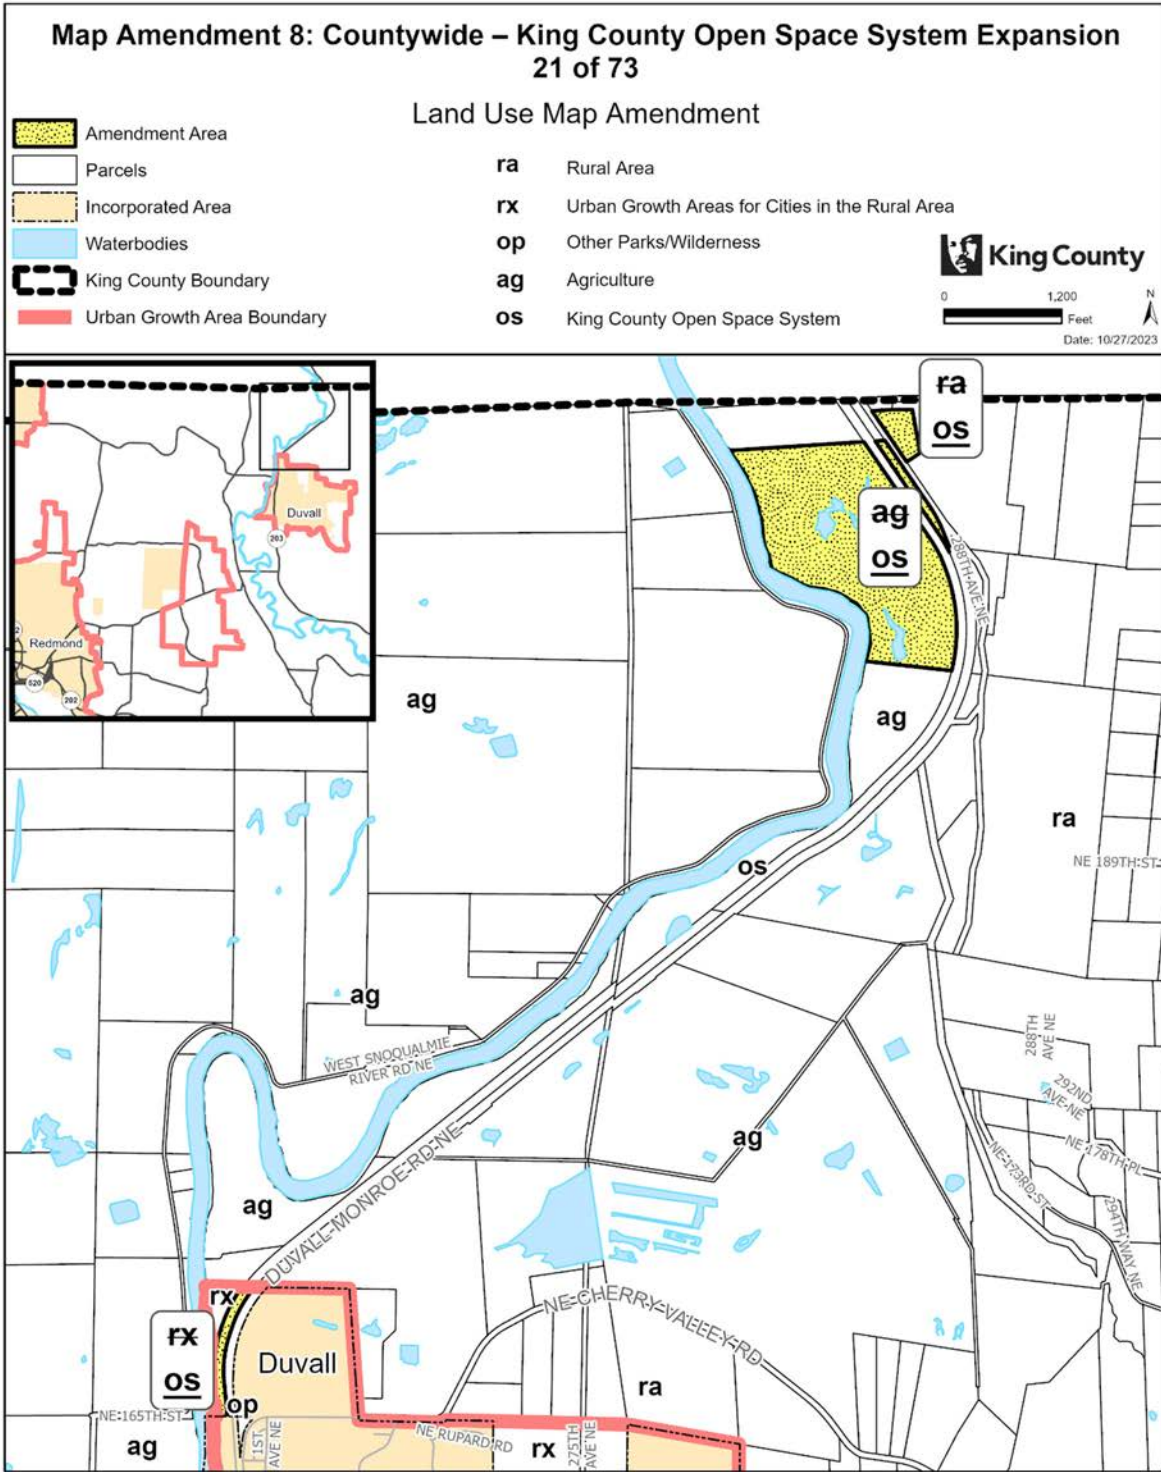 Map Amendment 8: Countywide – King County Open Space System Expansion
21 of 73
Land Use Map Amendment
Amendment Area
Parcels
Incorporated Area
Waterbodies
King County Boundary
Urban Growth Area Boundary
ra Rural Area
rx Urban Growth Areas for Cities in the Rural Area
op Other Parks/Wilderness
ag Agriculture
os King County Open Space System
King County
0 1,200
Feet
N
Date: 10/27/2023
Duvall
203
Redmond
520
202
ra
os
ag
os
288TH AVE NE
ag
ag
ra
NE 189TH ST
os
ag
WEST SNOQUALMIE
RIVER RD NE
288TH
AVE NE
292ND
AVE NE
NE 178TH PL
NE 173RD ST
294TH WAY NE
ag
ag
DUVALL-MONROE RD NE
rx
rx
os
Duvall
NE CHERRY VALLEY RD
ra
op
NE 165TH ST
ag
1ST
AVE NE
NE RUPARD RD
rx
275TH
AVE NE